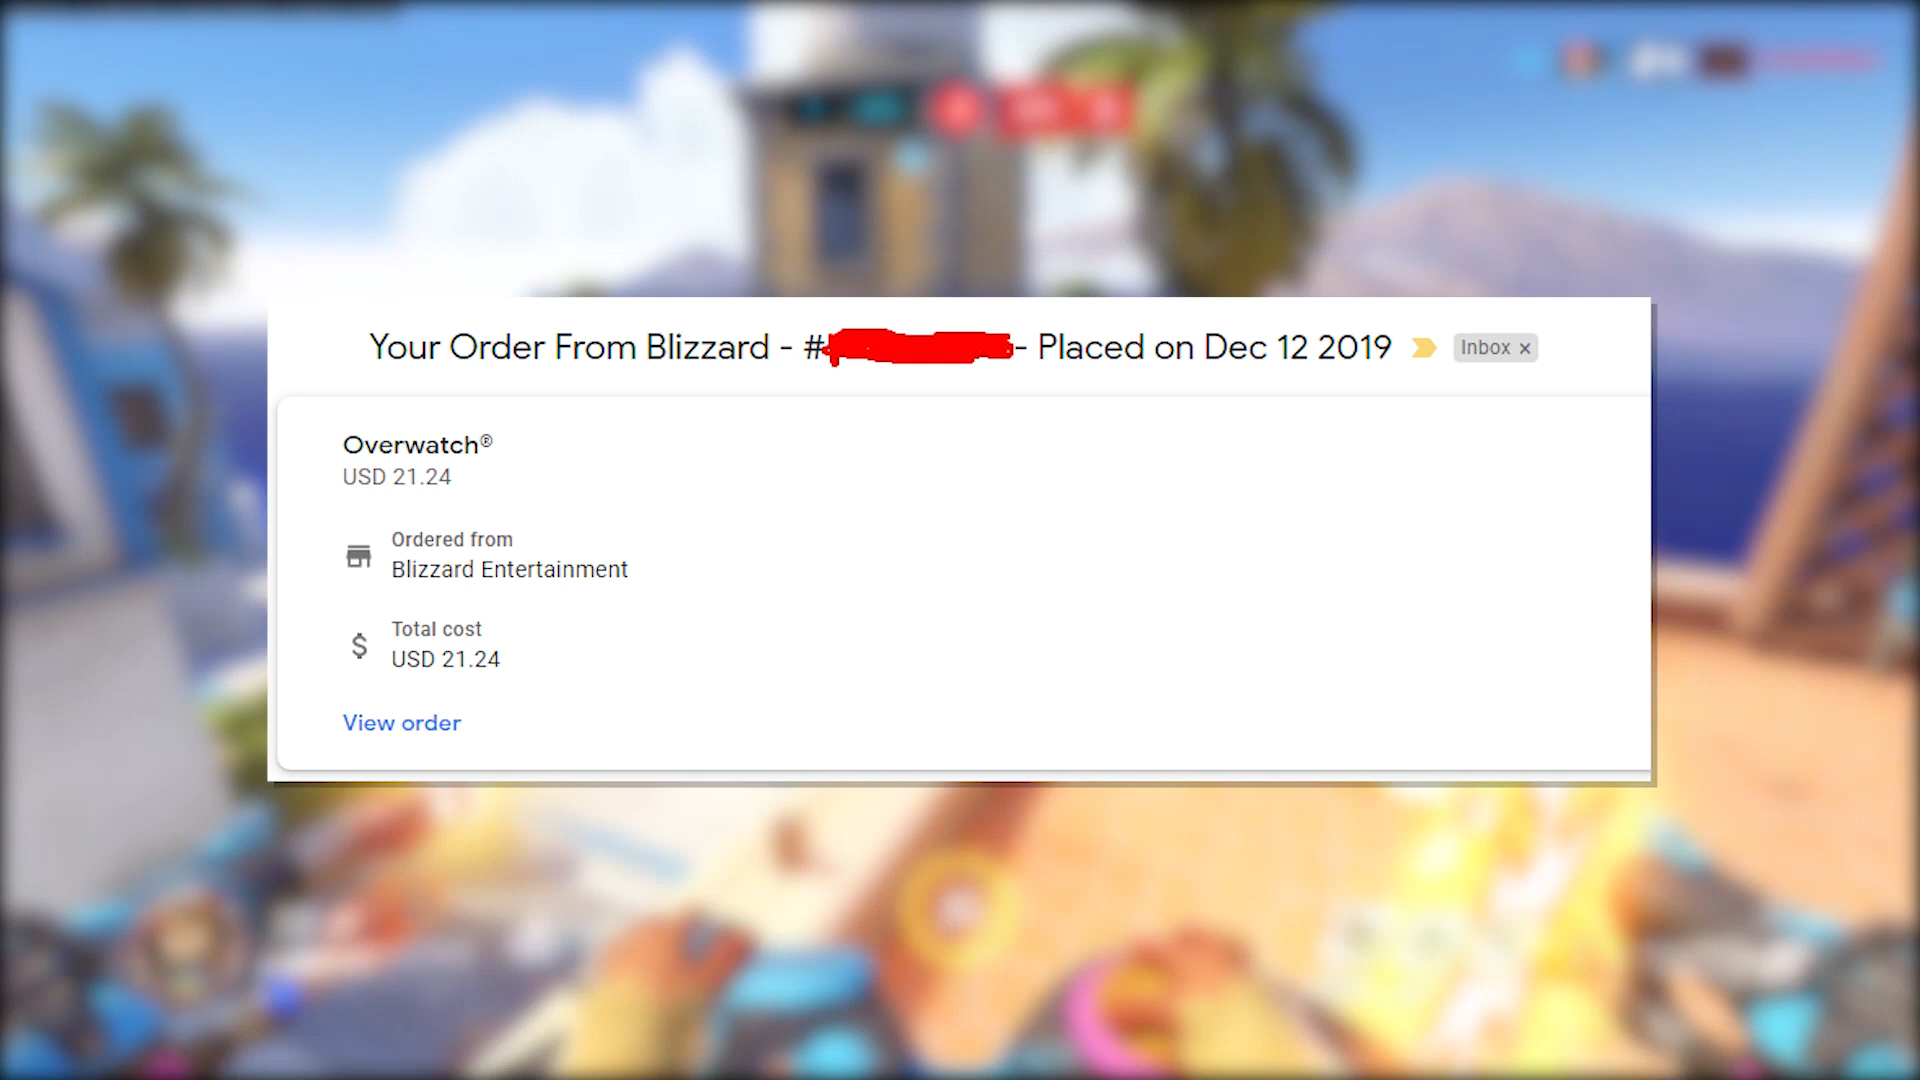 Your Order From Blizzard - # - Placed on Dec 12 2019 Inbox ×
Overwatch®
USD 21.24
Ordered from
Blizzard Entertainment
$ Total cost
USD 21.24
View order